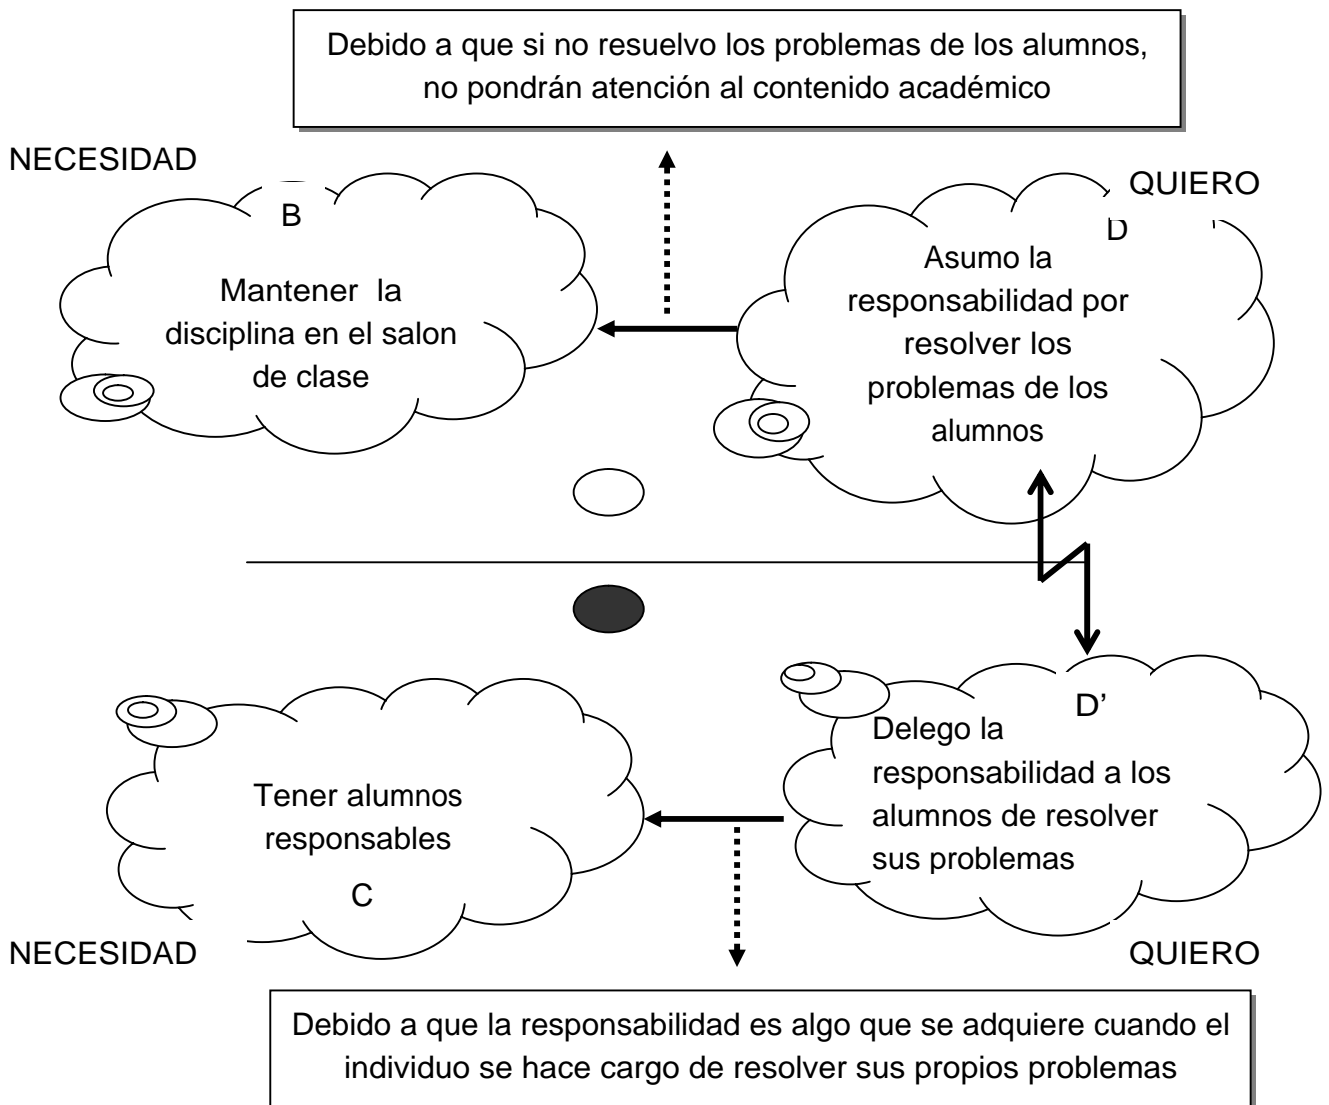 Debido a que si no resuelvo los problemas de los alumnos,
no pondrán atención al contenido académico
NECESIDAD
QUIERO
B
Mantener la
disciplina en el salon
de clase
D
Asumo la
responsabilidad por
resolver los
problemas de los
alumnos
D’
Delego la
responsabilidad a los
alumnos de resolver
sus problemas
Tener alumnos
responsables
C
NECESIDAD
QUIERO
Debido a que la responsabilidad es algo que se adquiere cuando el
individuo se hace cargo de resolver sus propios problemas